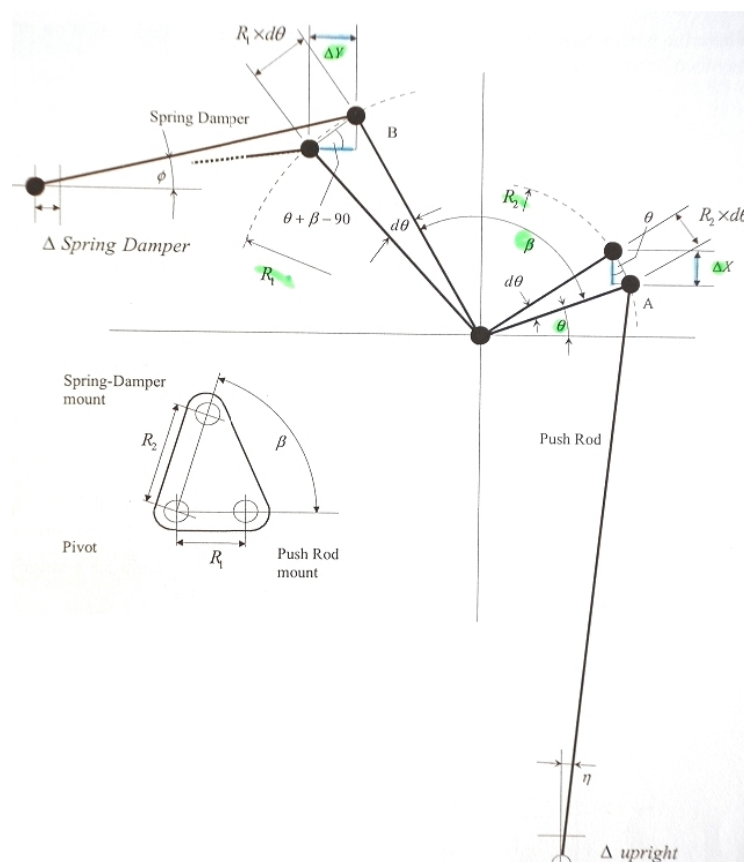 R₁×dθ
ΔY
Spring Damper
B
ϕ
θ+β−90
dθ
R₂
θ
R₂×dθ
Δ Spring Damper
R₁
β
dθ
ΔX
A
θ
Spring-Damper
mount
R₂
β
Push Rod
Pivot
R₁
Push Rod
mount
η
Δ upright